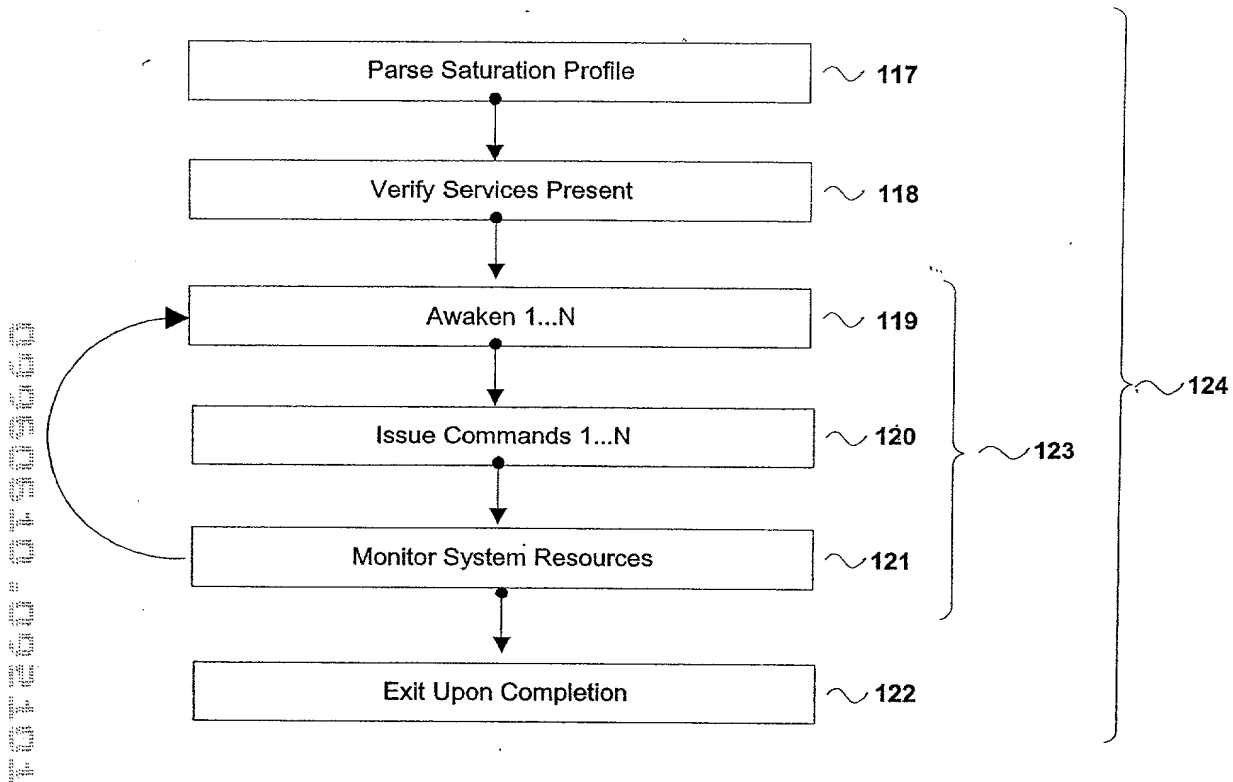 Parse Saturation Profile 117
Verify Services Present 118
Awaken 1...N 119
124
Issue Commands 1...N 120
123
Monitor System Resources 121
Exit Upon Completion 122